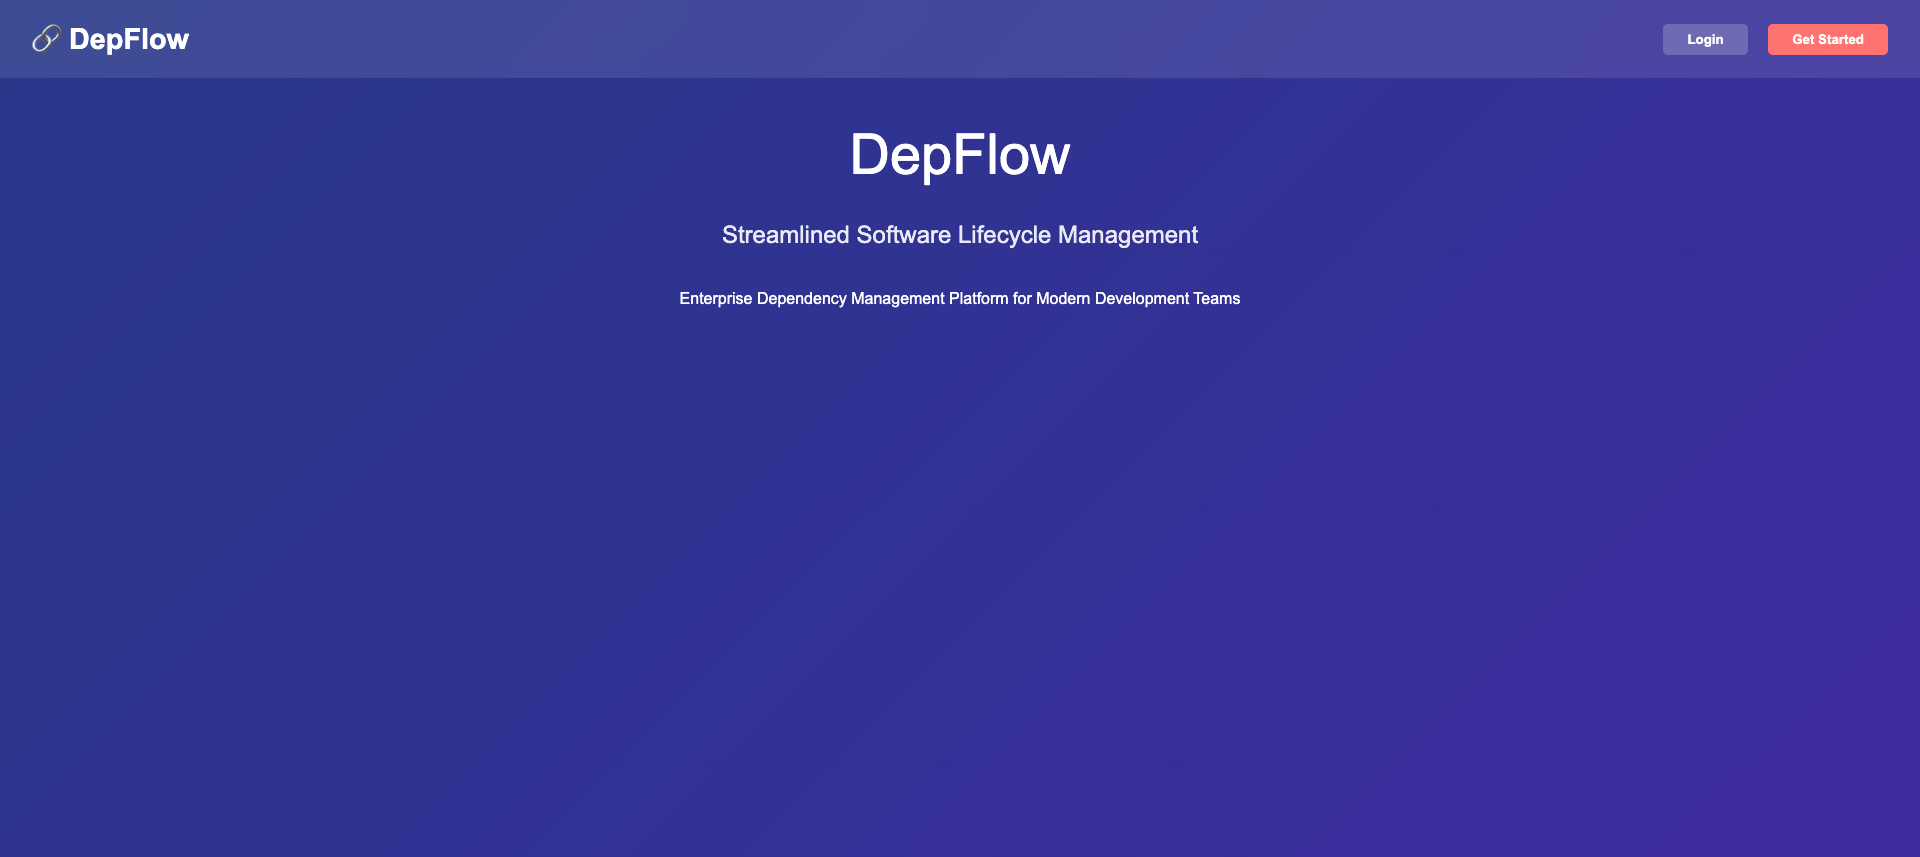 DepFlow
Login
Get Started
DepFlow
Streamlined Software Lifecycle Management
Enterprise Dependency Management Platform for Modern Development Teams